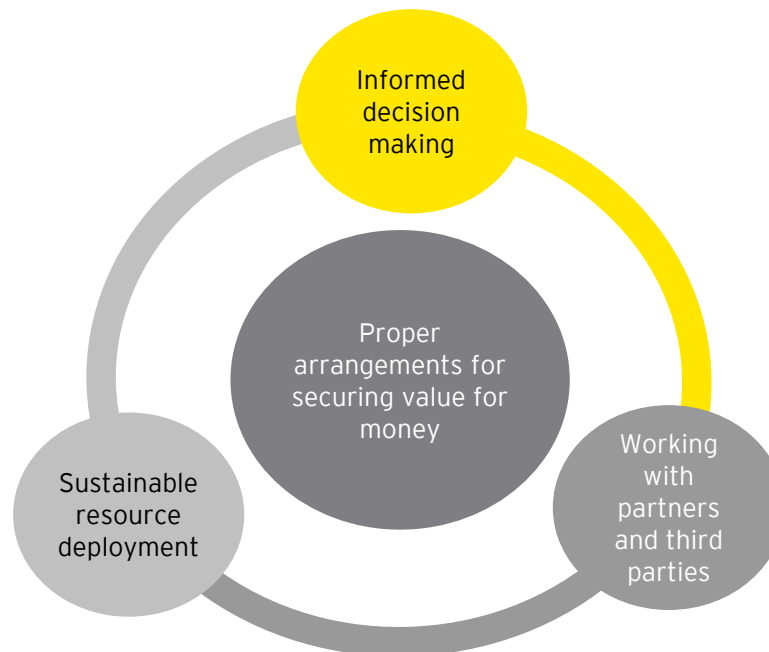 Informed
decision
making
Proper
arrangements for
securing value for
money
Sustainable
resource
deployment
Working
with
partners
and third
parties